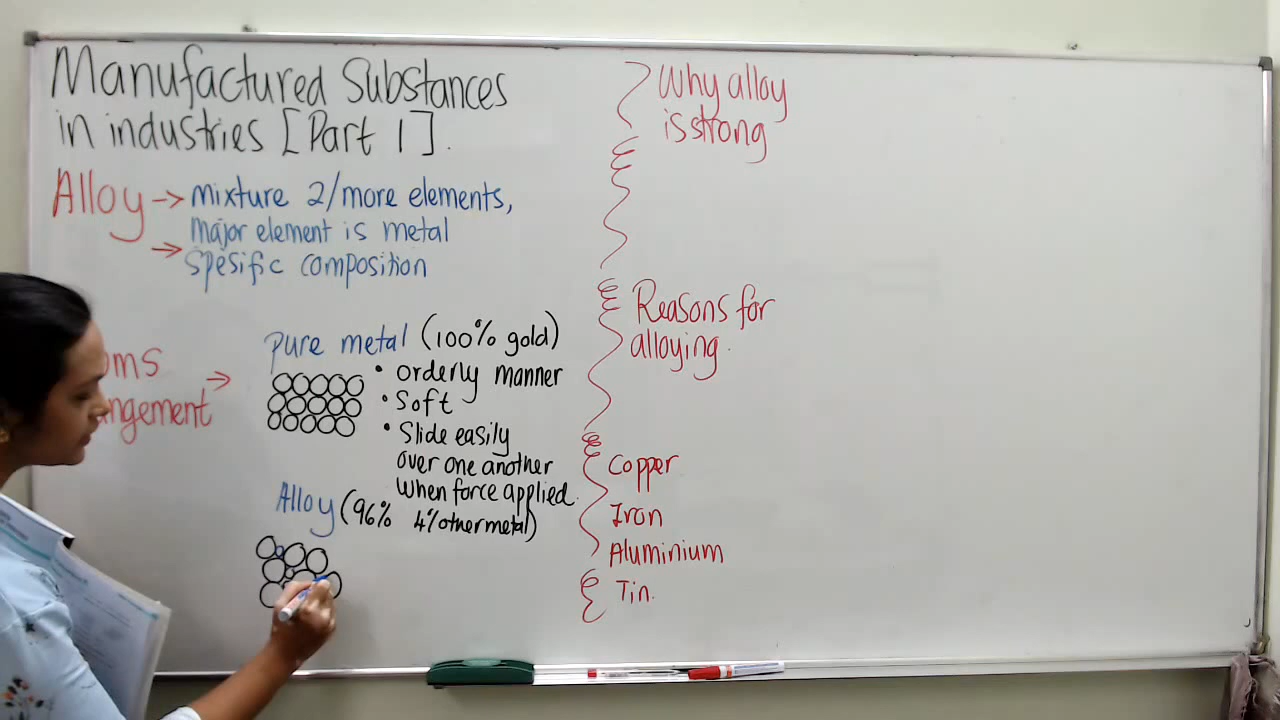 Manufactured Substances
in industries [Part 1].
Alloy → mixture 2/more elements,
major element is metal
→ spesific composition
oms
angement →
pure metal (100% gold)
• orderly manner
• Soft
• Slide easily
over one another
when force applied.
Alloy (96% 4% other metal)
Why alloy
is strong
Reasons for
alloying.
Copper
Iron
Aluminium
Tin.